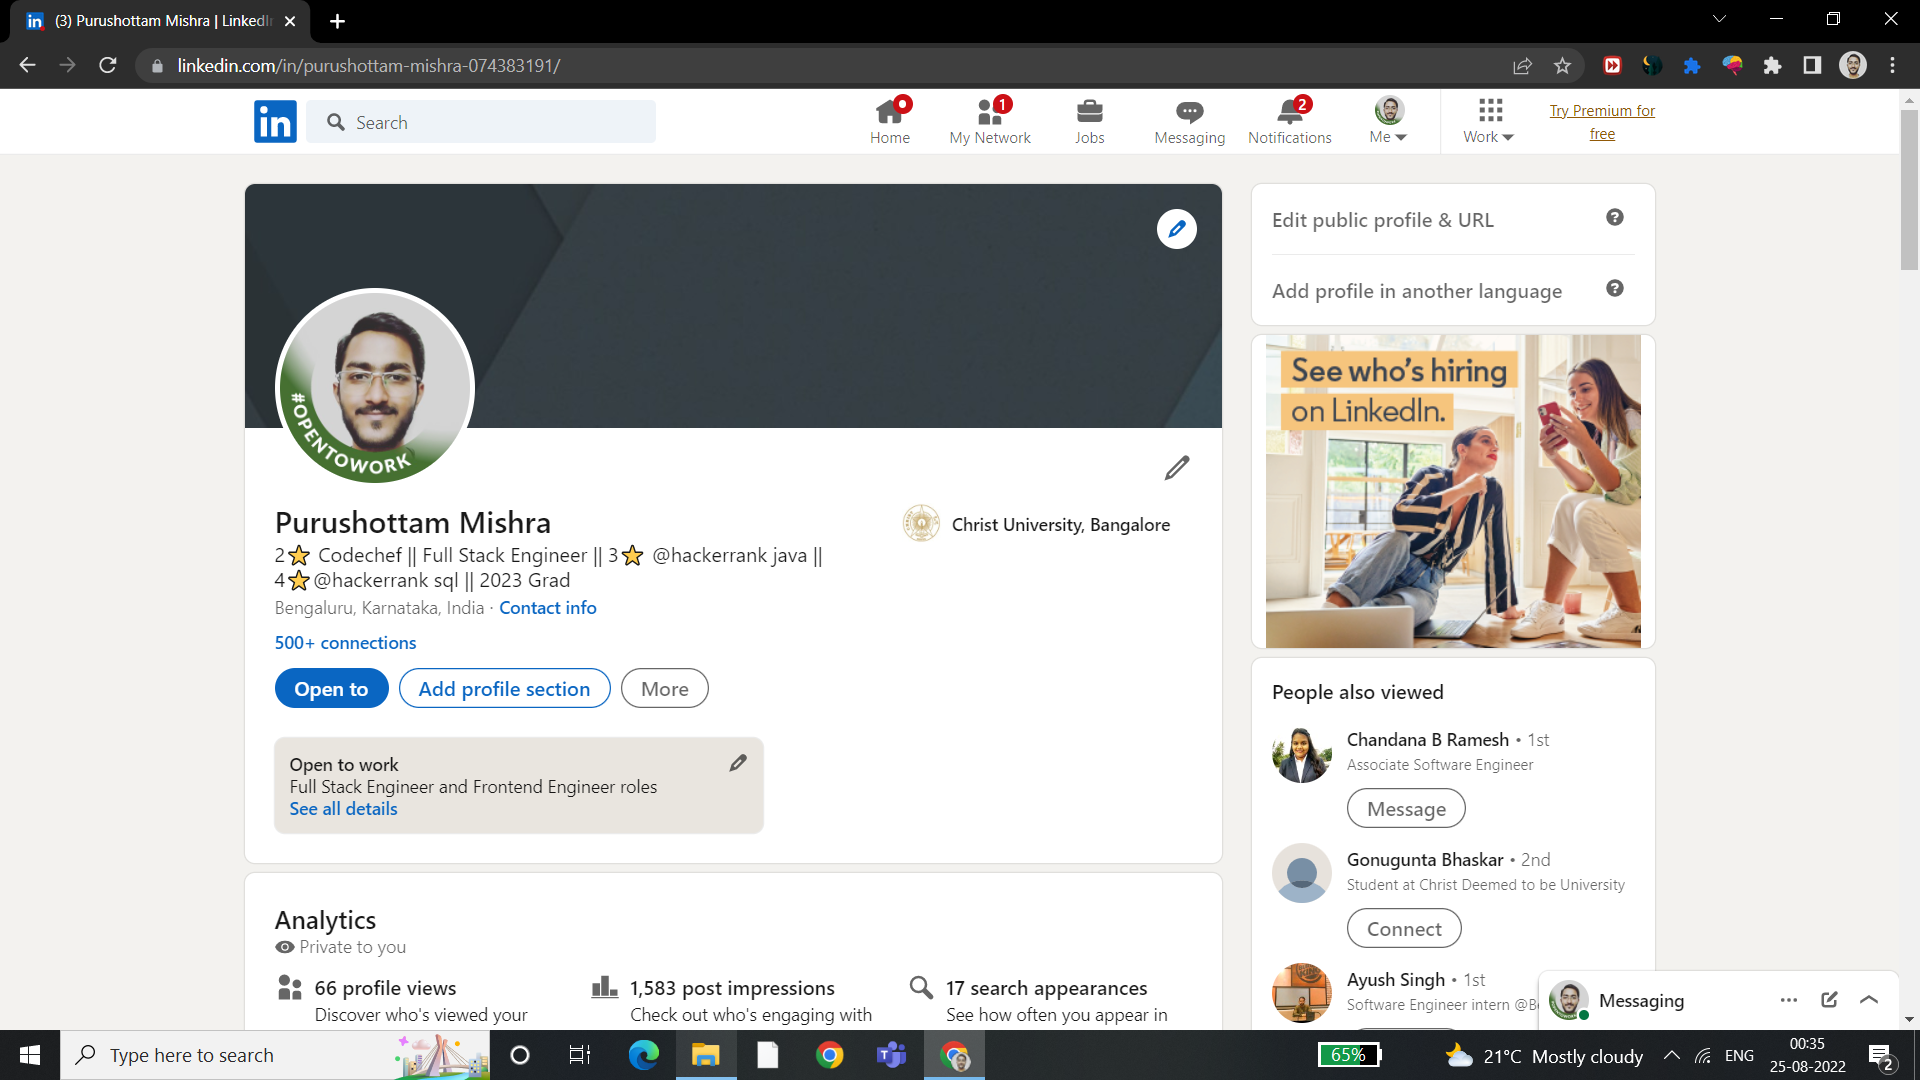 (3) Purushottam Mishra | LinkedIn
linkedin.com/in/purushottam-mishra-074383191/
in
Search
Home
1
My Network
Jobs
Messaging
2
Notifications
Me
Work
Try Premium for
free
#OPENTOWORK
Purushottam Mishra
2⭐ Codechef || Full Stack Engineer || 3⭐ @hackerrank java ||
4⭐@hackerrank sql || 2023 Grad
Bengaluru, Karnataka, India · Contact info
500+ connections
Open to
Add profile section
More
Christ University, Bangalore
Open to work
Full Stack Engineer and Frontend Engineer roles
See all details
Analytics
Private to you
66 profile views
Discover who's viewed your
1,583 post impressions
Check out who's engaging with
17 search appearances
See how often you appear in
Edit public profile & URL
Add profile in another language
See who's hiring
on LinkedIn.
People also viewed
Chandana B Ramesh • 1st
Associate Software Engineer
Message
Gonugunta Bhaskar • 2nd
Student at Christ Deemed to be University
Connect
Ayush Singh • 1st
Software Engineer intern
Messaging
Type here to search
65%
21°C Mostly cloudy
ENG
00:35
25-08-2022
2